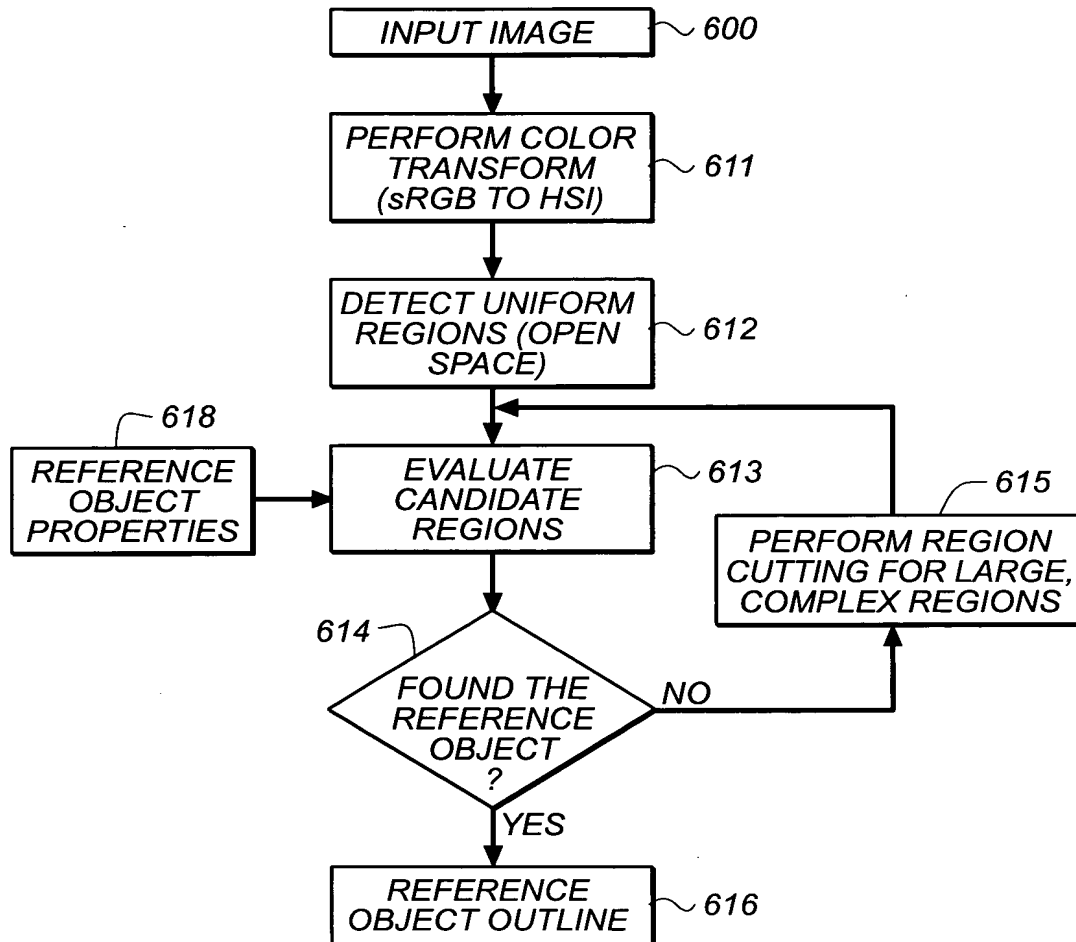 INPUT IMAGE
600
PERFORM COLOR
TRANSFORM
(sRGB TO HSI)
611
DETECT UNIFORM
REGIONS (OPEN
SPACE)
612
618
REFERENCE
OBJECT
PROPERTIES
EVALUATE
CANDIDATE
REGIONS
613
615
PERFORM REGION
CUTTING FOR LARGE,
COMPLEX REGIONS
614
FOUND THE
REFERENCE
OBJECT
?
NO
YES
REFERENCE
OBJECT OUTLINE
616